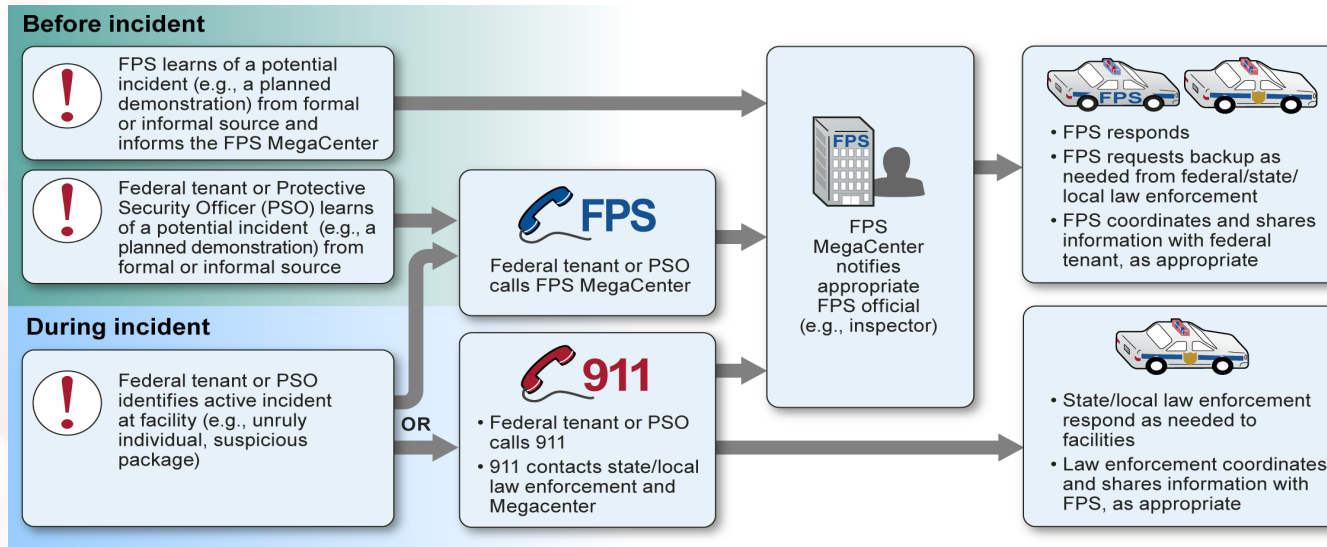 Before incident
FPS learns of a potential
incident (e.g., a planned
demonstration) from formal
or informal source and
informs the FPS MegaCenter
Federal tenant or Protective
Security Officer (PSO) learns
of a potential incident (e.g., a
planned demonstration) from
formal or informal source
FPS
Federal tenant or PSO
calls FPS MegaCenter
During incident
Federal tenant or PSO
identifies active incident
at facility (e.g., unruly
individual, suspicious
package)
OR
911
• Federal tenant or PSO
calls 911
• 911 contacts state/local
law enforcement and
Megacenter
FPS
FPS
MegaCenter
notifies
appropriate
FPS official
(e.g., inspector)
FPS
• FPS responds
• FPS requests backup as
needed from federal/state/
local law enforcement
• FPS coordinates and shares
information with federal
tenant, as appropriate
• State/local law enforcement
respond as needed to
facilities
• Law enforcement coordinates
and shares information with
FPS, as appropriate